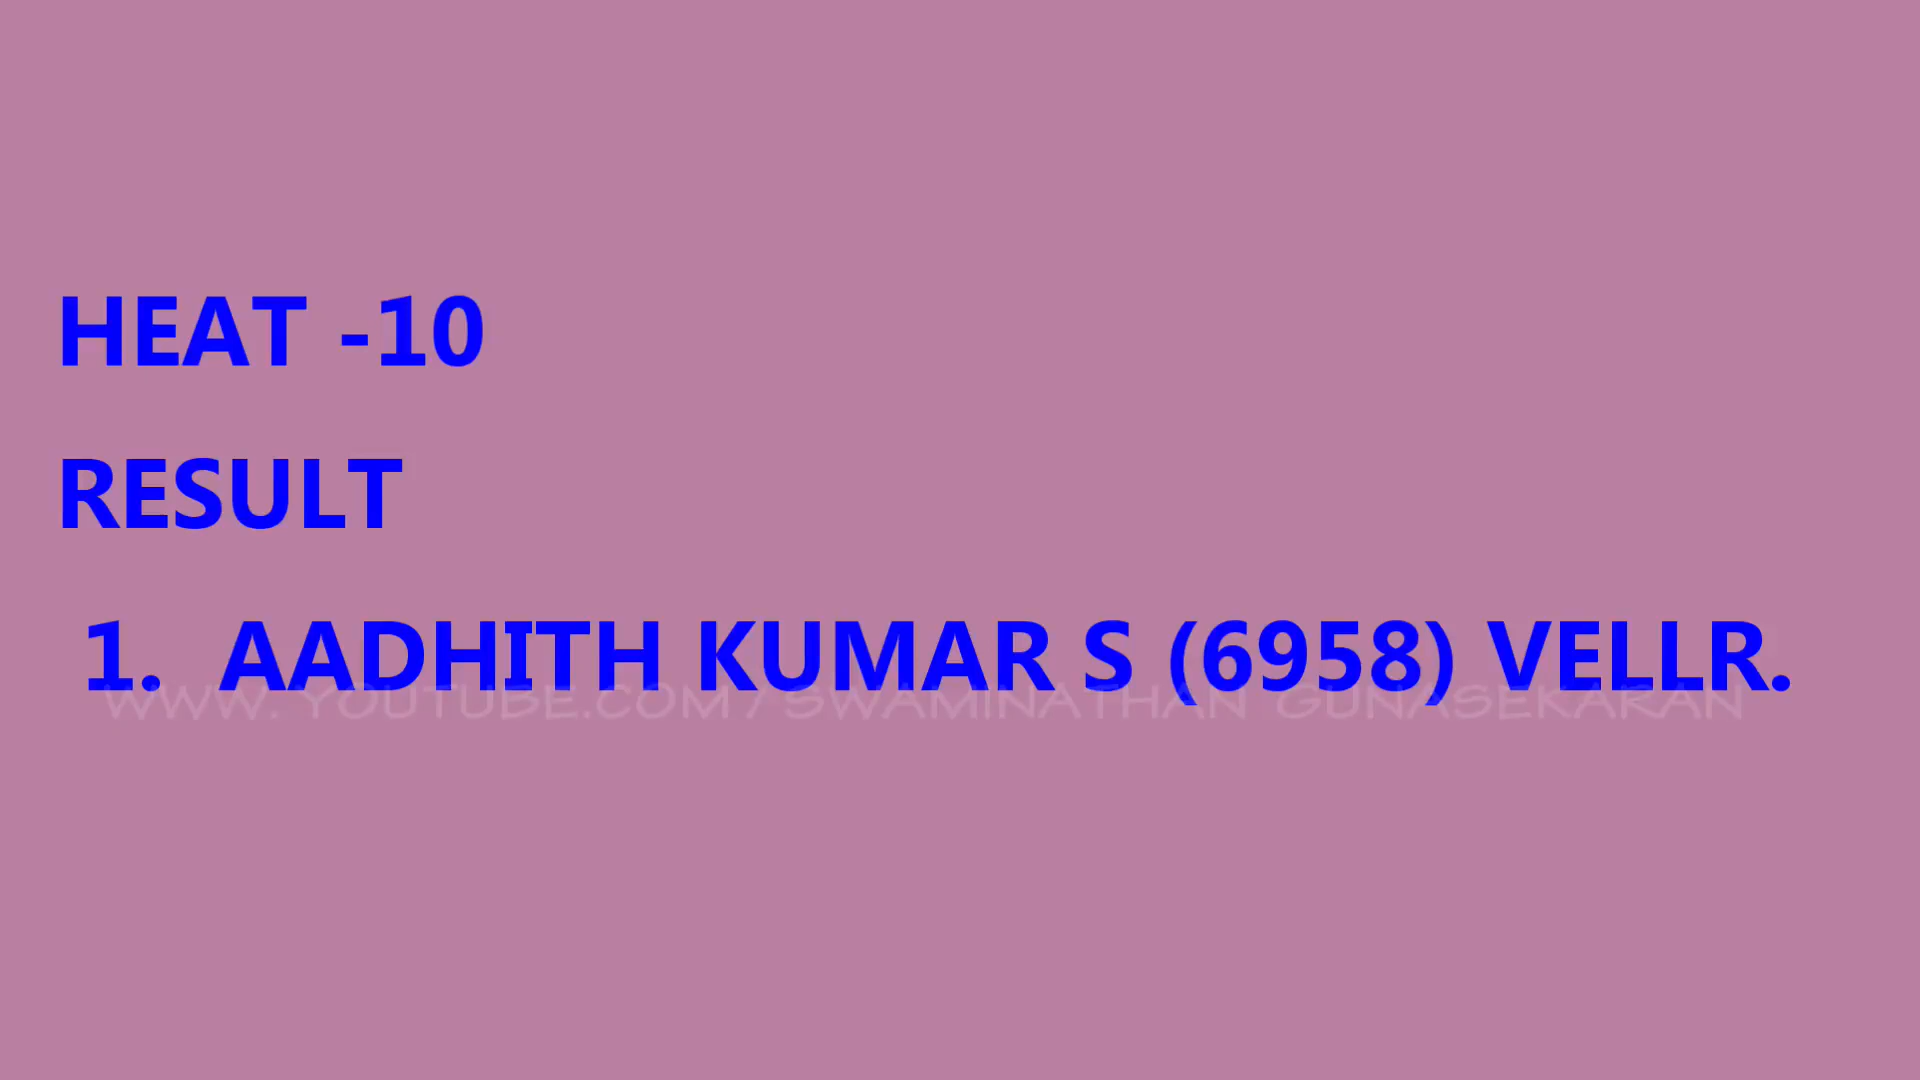 HEAT -10
RESULT
1. AADHITH KUMAR S (6958) VELLR.
WWW.YOUTUBE.COM/SWAMINATHAN GUNASEKARAN